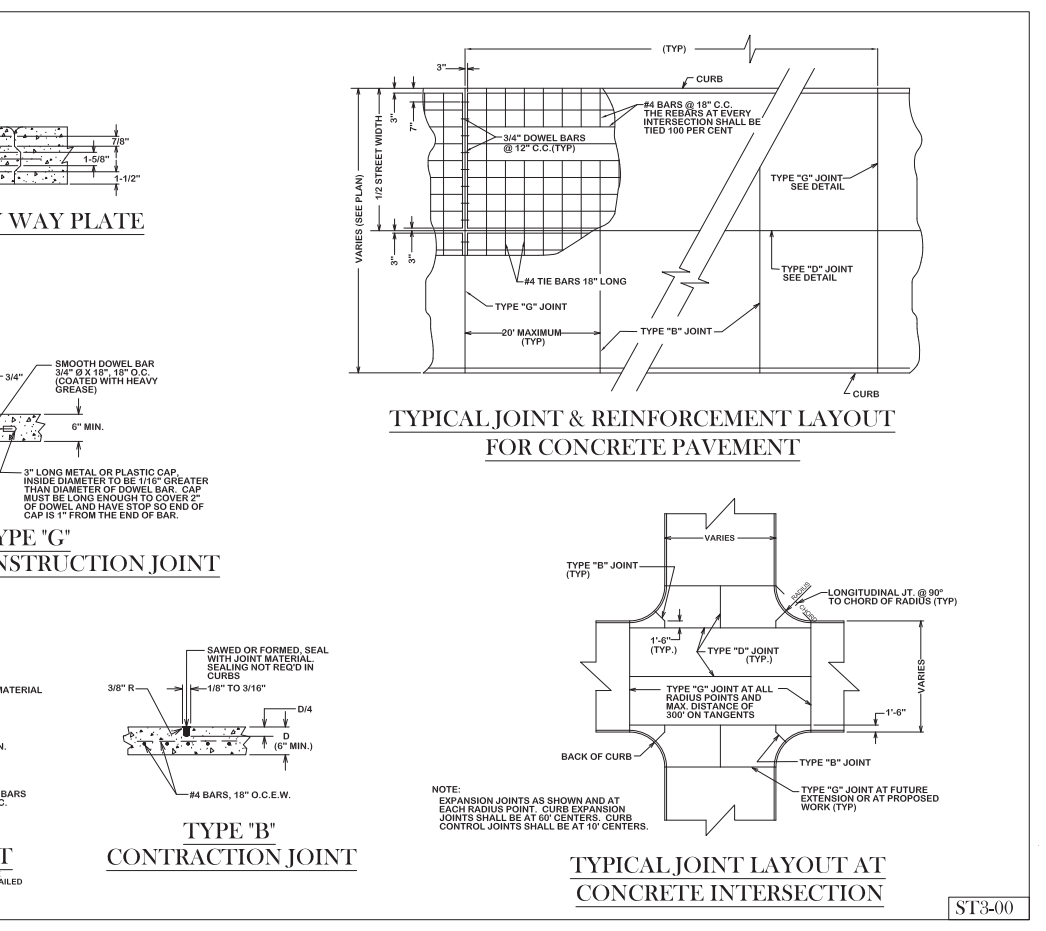 7/8"
1-5/8"
1-1/2"
WAY PLATE
3/4"
SMOOTH DOWEL BAR
3/4" Ø X 18", 18" O.C.
(COATED WITH HEAVY
GREASE)
6" MIN.
3" LONG METAL OR PLASTIC CAP,
INSIDE DIAMETER TO BE 1/16" GREATER
THAN DIAMETER OF DOWEL BAR. CAP
MUST BE LONG ENOUGH TO COVER 2"
OF DOWEL AND HAVE STOP SO END OF
CAP IS 1" FROM THE END OF BAR.
YPE "G"
NSTRUCTION JOINT
MATERIAL
N.
BARS
C.
T
AILED
SAWED OR FORMED, SEAL
WITH JOINT MATERIAL.
SEALING NOT REQ'D IN
CURBS
3/8" R
1/8" TO 3/16"
D/4
D
(6" MIN.)
#4 BARS, 18" O.C.E.W.
TYPE "B"
CONTRACTION JOINT
(TYP)
3"
CURB
3"
7"
#4 BARS @ 18" C.C.
THE REBARS AT EVERY
INTERSECTION SHALL BE
TIED 100 PER CENT
3/4" DOWEL BARS
@ 12" C.C.(TYP)
VARIES (SEE PLAN)
1/2 STREET WIDTH
TYPE "G" JOINT
SEE DETAIL
3"
3"
#4 TIE BARS 18" LONG
TYPE "D" JOINT
SEE DETAIL
TYPE "G" JOINT
20' MAXIMUM
(TYP)
TYPE "B" JOINT
CURB
TYPICAL JOINT & REINFORCEMENT LAYOUT
FOR CONCRETE PAVEMENT
VARIES
TYPE "B" JOINT
(TYP)
RADIUS
CHORD
LONGITUDINAL JT. @ 90°
TO CHORD OF RADIUS (TYP)
1'-6"
(TYP.)
TYPE "D" JOINT
(TYP.)
VARIES
TYPE "G" JOINT AT ALL
RADIUS POINTS AND
MAX. DISTANCE OF
300' ON TANGENTS
1'-6"
BACK OF CURB
TYPE "B" JOINT
TYPE "G" JOINT AT FUTURE
EXTENSION OR AT PROPOSED
WORK (TYP)
NOTE:
EXPANSION JOINTS AS SHOWN AND AT
EACH RADIUS POINT. CURB EXPANSION
JOINTS SHALL BE AT 60' CENTERS. CURB
CONTROL JOINTS SHALL BE AT 10' CENTERS.
TYPICAL JOINT LAYOUT AT
CONCRETE INTERSECTION
ST3-00